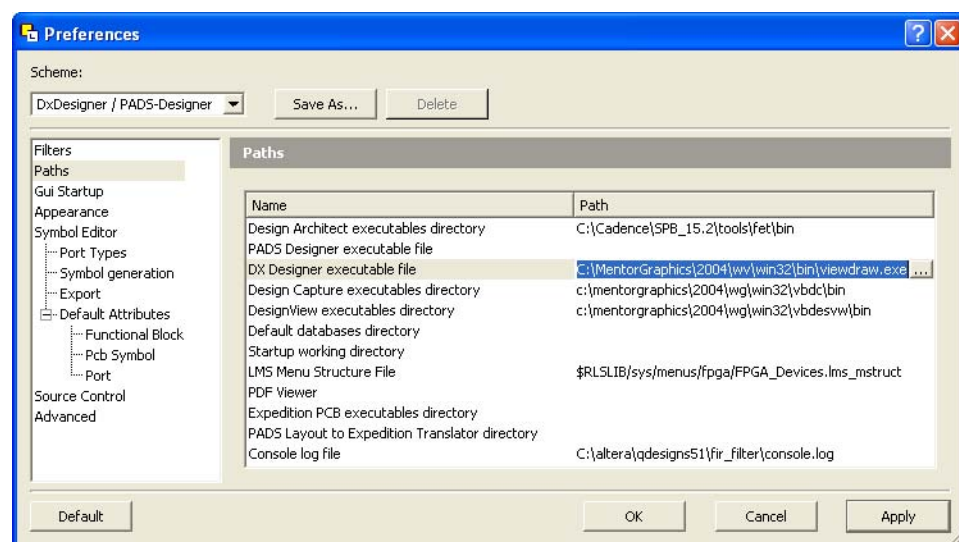 Preferences
Scheme:
DxDesigner / PADS-Designer Save As... Delete
Filters
Paths
Gui Startup
Appearance
Symbol Editor
Port Types
Symbol generation
Export
Default Attributes
Functional Block
Pcb Symbol
Port
Source Control
Advanced
Paths
Name Path
Design Architect executables directory C:\Cadence\SPB_15.2\tools\fet\bin
PADS Designer executable file
DX Designer executable file C:\MentorGraphics\2004\wv\win32\bin\viewdraw.exe ...
Design Capture executables directory c:\mentorgraphics\2004\wg\win32\vbdc\bin
DesignView executables directory c:\mentorgraphics\2004\wg\win32\vbdesvw\bin
Default databases directory
Startup working directory
LMS Menu Structure File $RLSLIB/sys/menus/fpga/FPGA_Devices.lms_mstruct
PDF Viewer
Expedition PCB executables directory
PADS Layout to Expedition Translator directory
Console log file C:\altera\qdesigns51\fir_filter\console.log
Default OK Cancel Apply